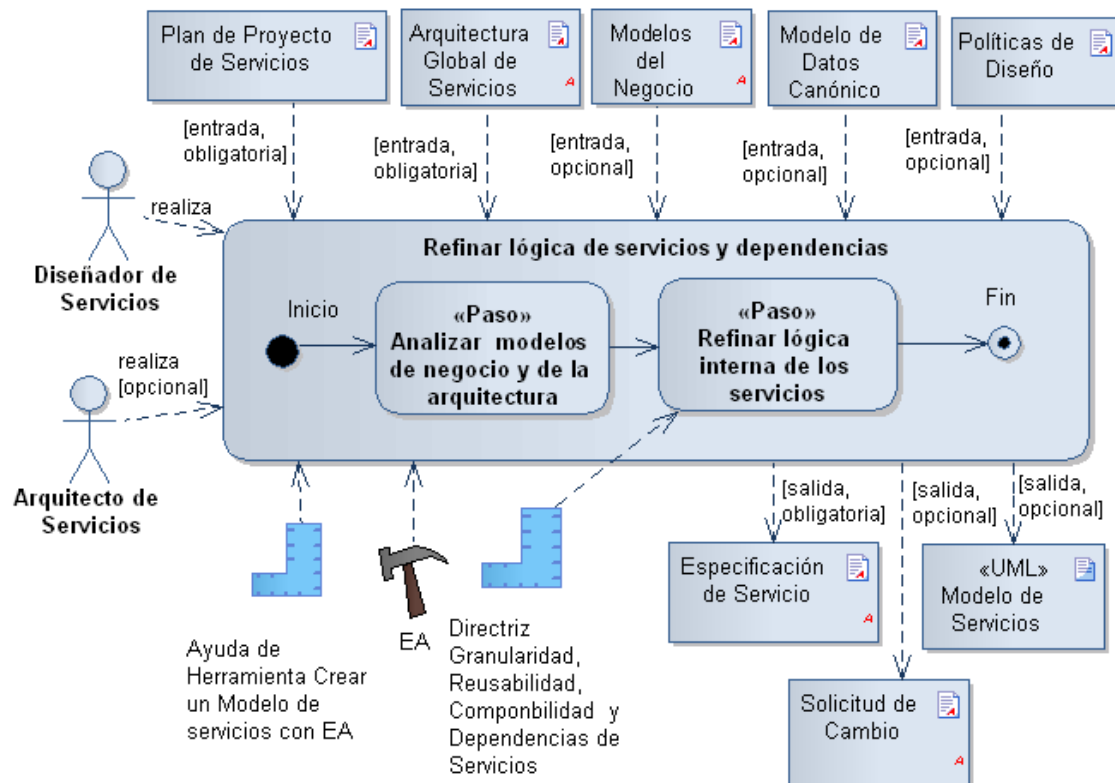 Plan de Proyecto
de Servicios
Arquitectura
Global de
Servicios
A
Modelos
del
Negocio
A
Modelo de
Datos
Canónico
Políticas de
Diseño
[entrada,
obligatoria]
[entrada,
obligatoria]
[entrada,
opcional]
[entrada,
opcional]
[entrada,
opcional]
realiza
Diseñador de
Servicios
Refinar lógica de servicios y dependencias
Inicio
«Paso»
Analizar modelos
de negocio y de la
arquitectura
«Paso»
Refinar lógica
interna de los
servicios
Fin
realiza
[opcional]
Arquitecto de
Servicios
[salida,
obligatoria]
[salida,
opcional]
[salida,
opcional]
Especificación
de Servicio
A
«UML»
Modelo de
Servicios
Solicitud de
Cambio
A
Ayuda de
Herramienta Crear
un Modelo de
servicios con EA
EA
Directriz
Granularidad,
Reusabilidad,
Componbilidad y
Dependencias de
Servicios